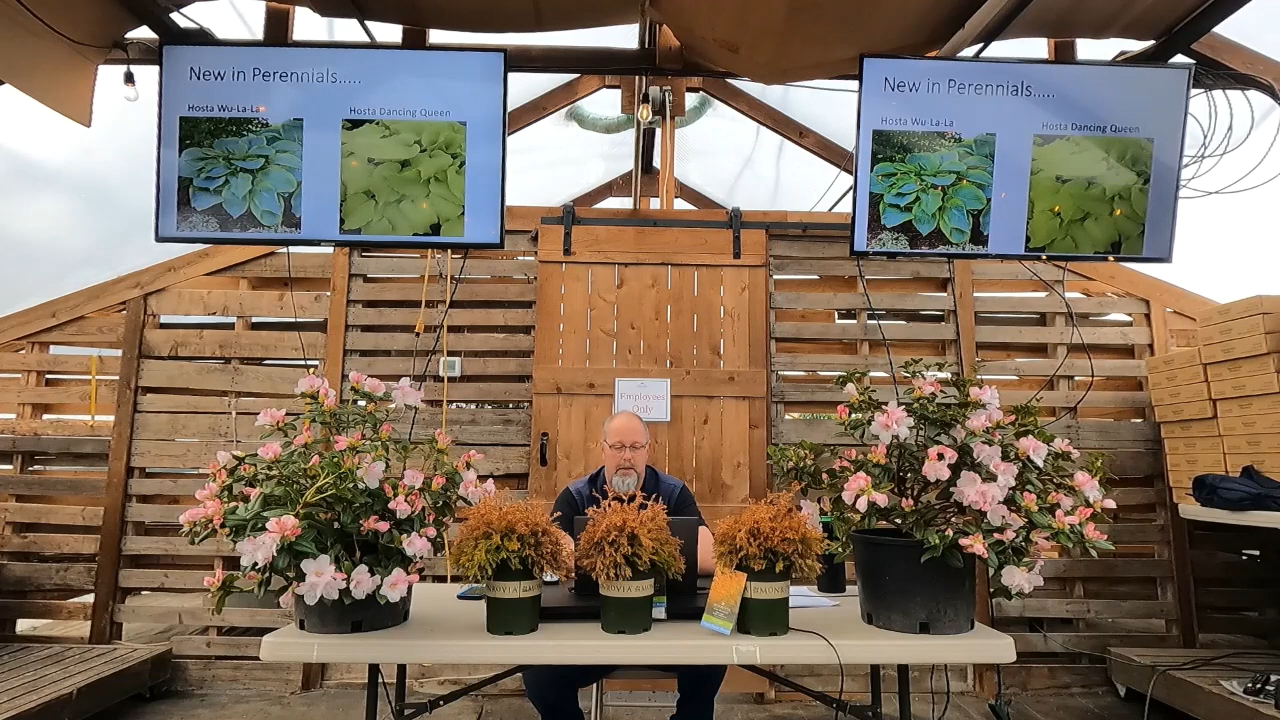 New in Perennials.....
Hosta Wu-La-La
Hosta Dancing Queen
New in Perennials.....
Hosta Wu-La-La
Hosta Dancing Queen
Employees
Only